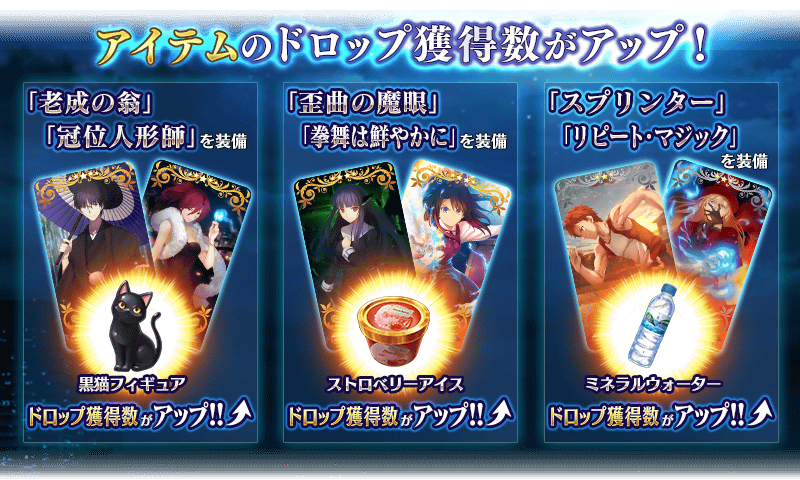 アイテムのドロップ獲得数がアップ！
「老成の翁」
「冠位人形師」を装備
黒猫フィギュア
ドロップ獲得数がアップ!!
「歪曲の魔眼」
「拳舞は鮮やかに」を装備
ストロベリーアイス
ドロップ獲得数がアップ!!
「スプリンター」
「リピート・マジック」
を装備
ミネラルウォーター
ドロップ獲得数がアップ!!